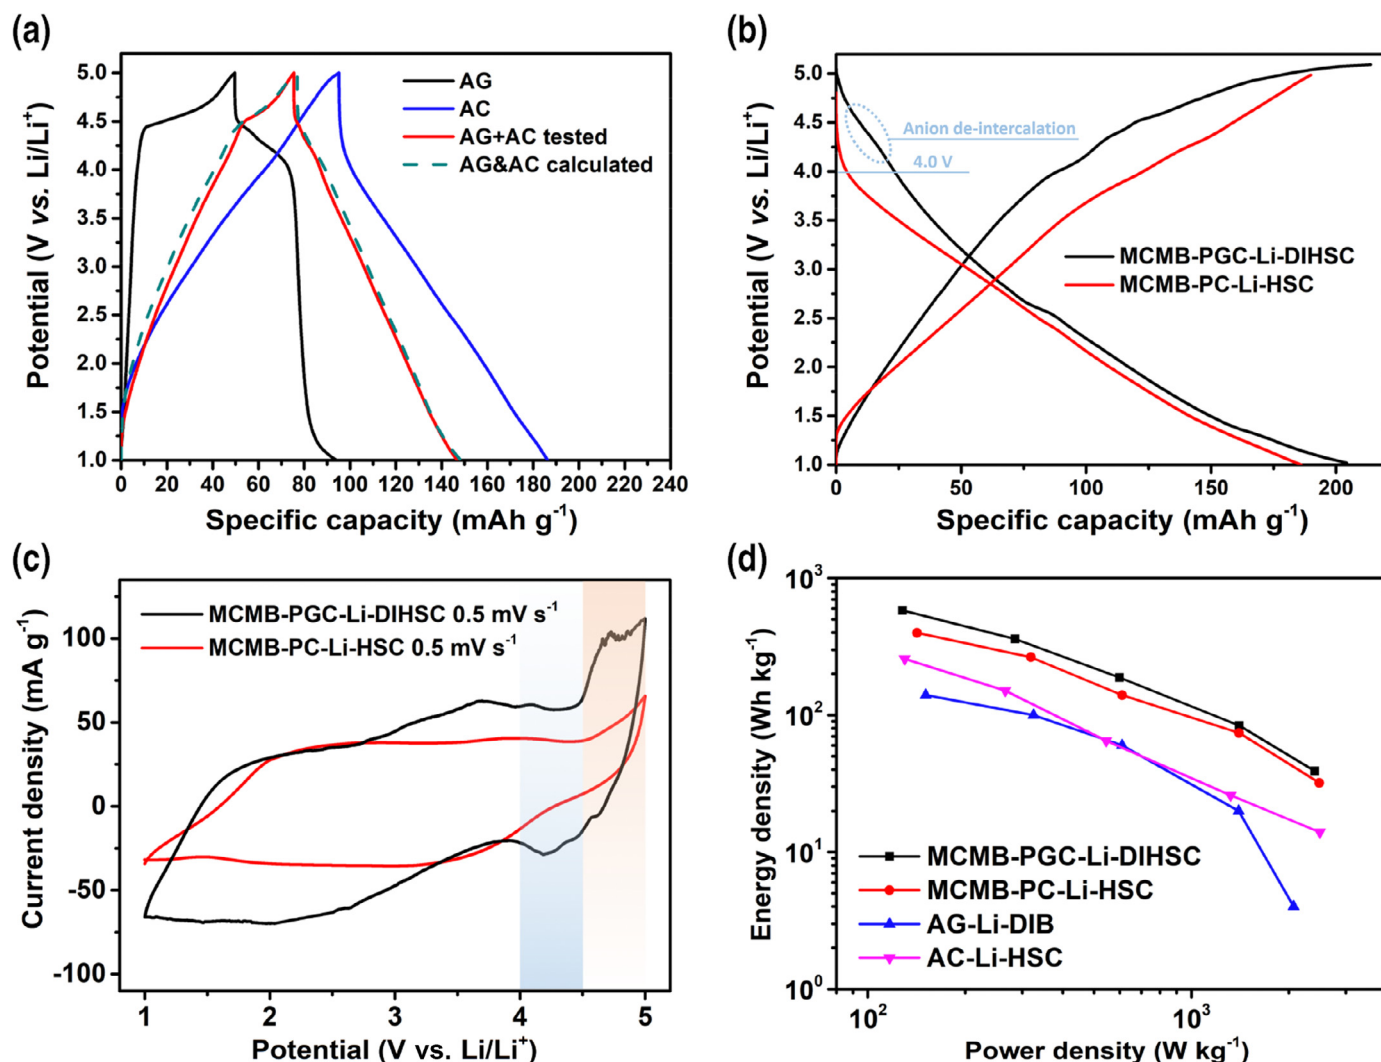 (a)
5.0
4.5
4.0
3.5
3.0
2.5
2.0
1.5
1.0
Potential (V vs. Li/Li⁺)
AG
AC
AG+AC tested
AG&AC calculated
0 20 40 60 80 100 120 140 160 180 200 220 240
Specific capacity (mAh g⁻¹)
(b)
5.0
4.5
4.0
3.5
3.0
2.5
2.0
1.5
1.0
Potential (V vs. Li/Li⁺)
Anion de-intercalation
4.0 V
MCMB-PGC-Li-DIHSC
MCMB-PC-Li-HSC
0 50 100 150 200
Specific capacity (mAh g⁻¹)
(c)
100
50
0
-50
-100
Current density (mA g⁻¹)
MCMB-PGC-Li-DIHSC 0.5 mV s⁻¹
MCMB-PC-Li-HSC 0.5 mV s⁻¹
1 2 3 4 5
Potential (V vs. Li/Li⁺)
(d)
10³
10²
10¹
10⁰
Energy density (Wh kg⁻¹)
MCMB-PGC-Li-DIHSC
MCMB-PC-Li-HSC
AG-Li-DIB
AC-Li-HSC
10² 10³
Power density (W kg⁻¹)